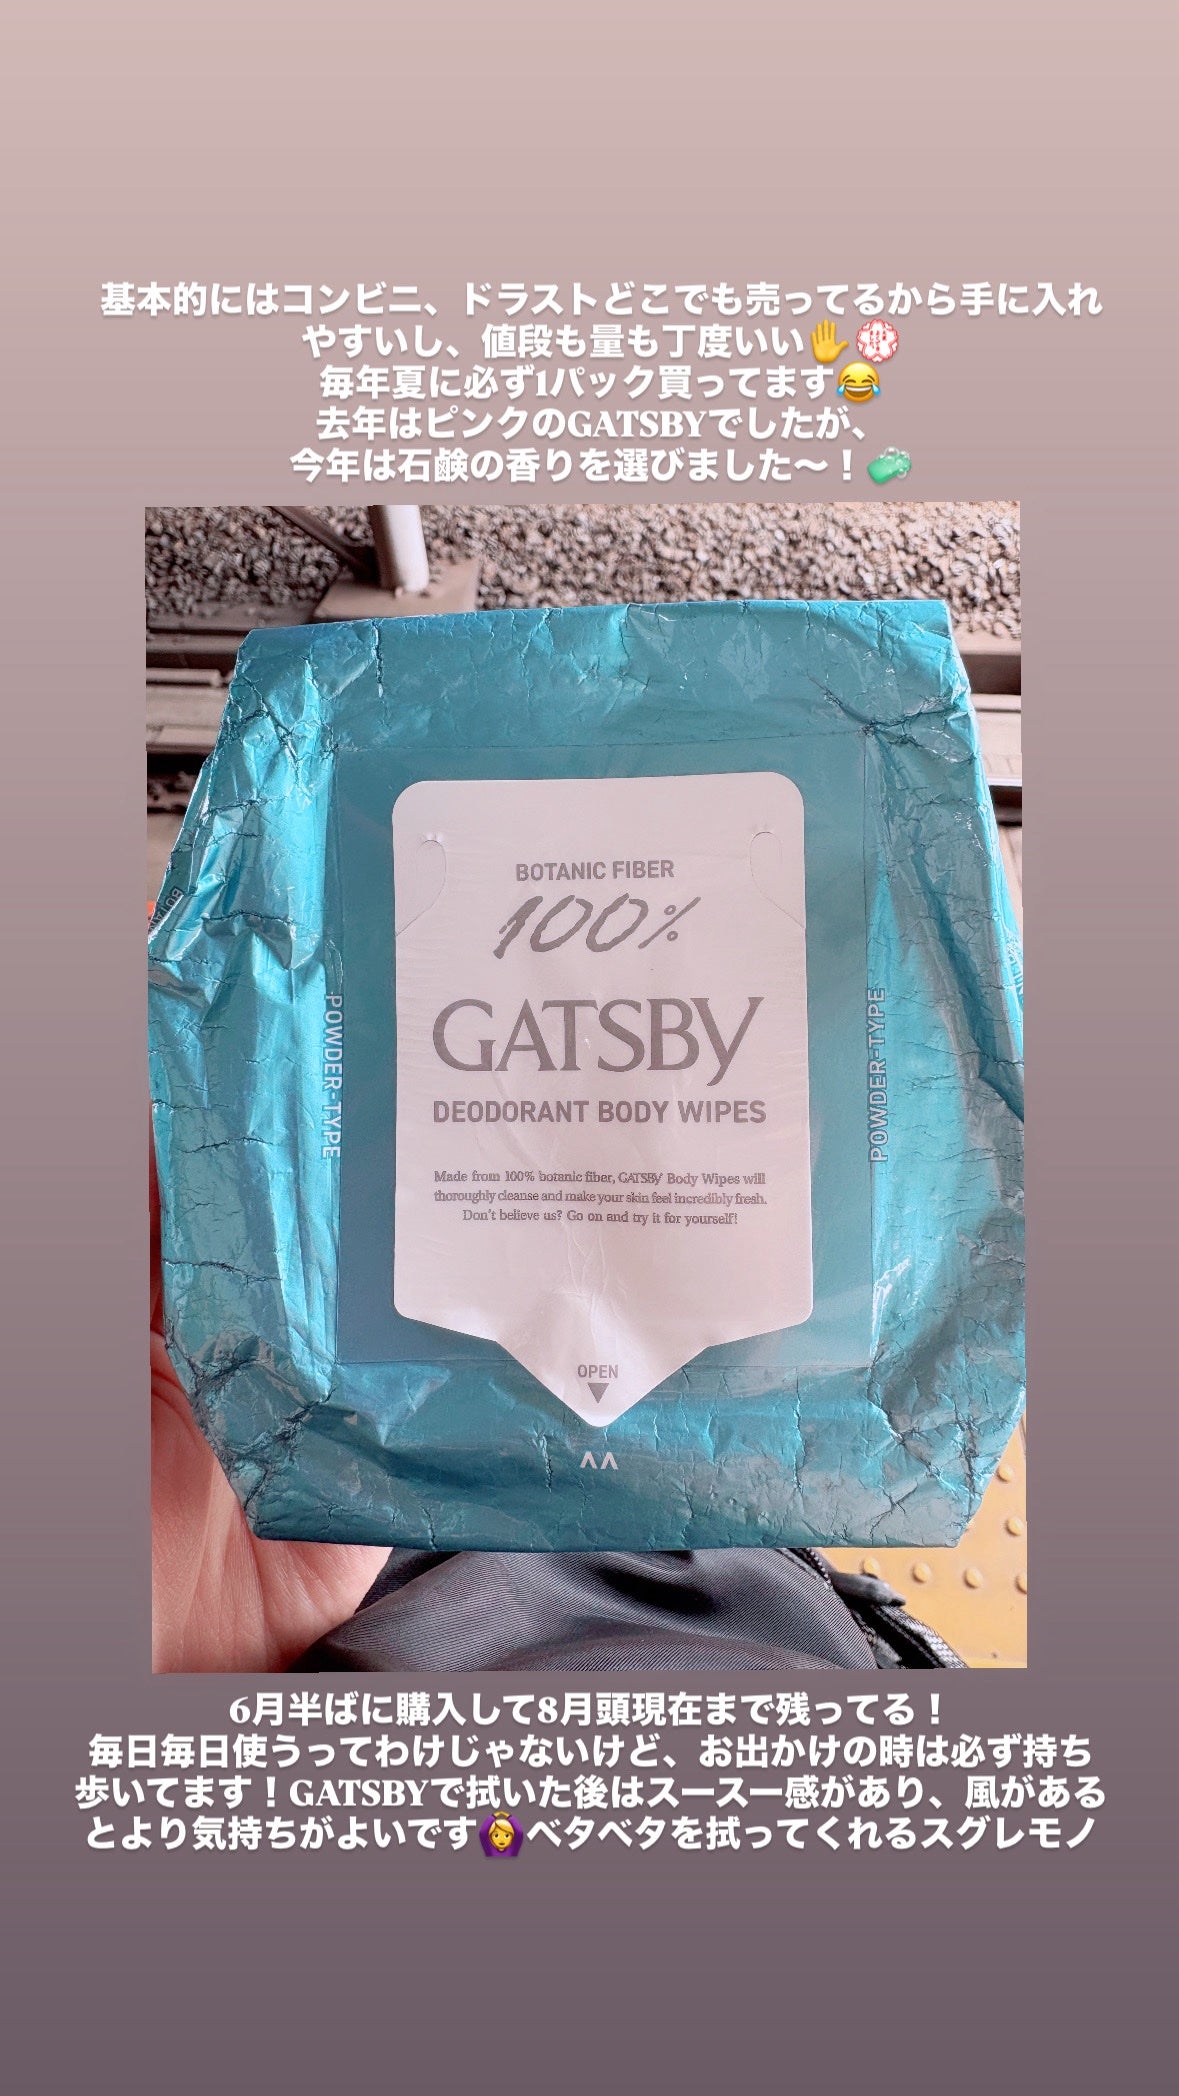 基本的にはコンビニ、ドラストどこでも売ってるから手に入れ
やすいし、値段も量も丁度いい✋💮
毎年夏に必ず1パック買ってます😂
去年はピンクのGATSBYでしたが、
今年は石鹸の香りを選びました〜！🧼
BOTANIC FIBER
100%
GATSBY
DEODORANT BODY WIPES
POWDER-TYPE
POWDER-TYPE
Made from 100% botanic fiber, GATSBY Body Wipes will
thoroughly cleanse and make your skin feel incredibly fresh.
Don't believe us? Go on and try it for yourself!
OPEN
6月半ばに購入して8月頭現在まで残ってる！
毎日毎日使うってわけじゃないけど、お出かけの時は必ず持ち
歩いてます！GATSBYで拭いた後はスースー感があり、風がある
とより気持ちがよいです🙆‍♀️ベタベタを拭ってくれるスグレモノ